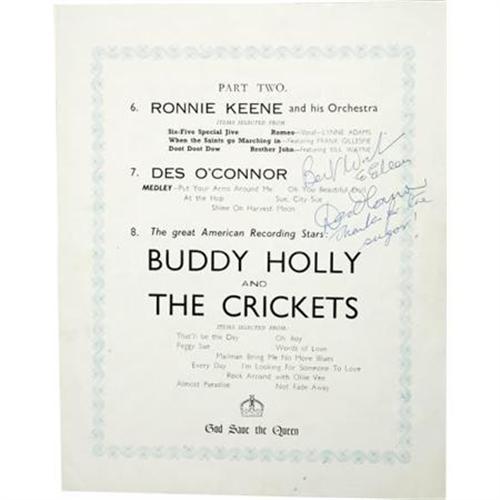 PART TWO.
6. RONNIE KEENE and his Orchestra
ITEMS SELECTED FROM
Six-Five Special Jive Romeo—Vocal—LYNNE ADAMS
When the Saints go Marching in—Featuring FRANK GILLESPIE
Doot Doot Dow Brother John—Featuring BILL WAYNE
7. DES O'CONNOR
MEDLEY—Put Your Arms Around Me Oh You Beautiful Doll
At the Hop Sue, City Sue
Shine On Harvest Moon
Best Wish
to Eileen
Des O'Connor
Thanks for the
sugar!
8. The great American Recording Stars:
BUDDY HOLLY
AND
THE CRICKETS
ITEMS SELECTED FROM:
That'll be the Day Oh Boy
Peggy Sue Words of Love
Mailman Bring Me No More Blues
Every Day I'm Looking For Someone To Love
Rock Around with Ollie Vee
Almost Paradise Not Fade Away
God Save the Queen